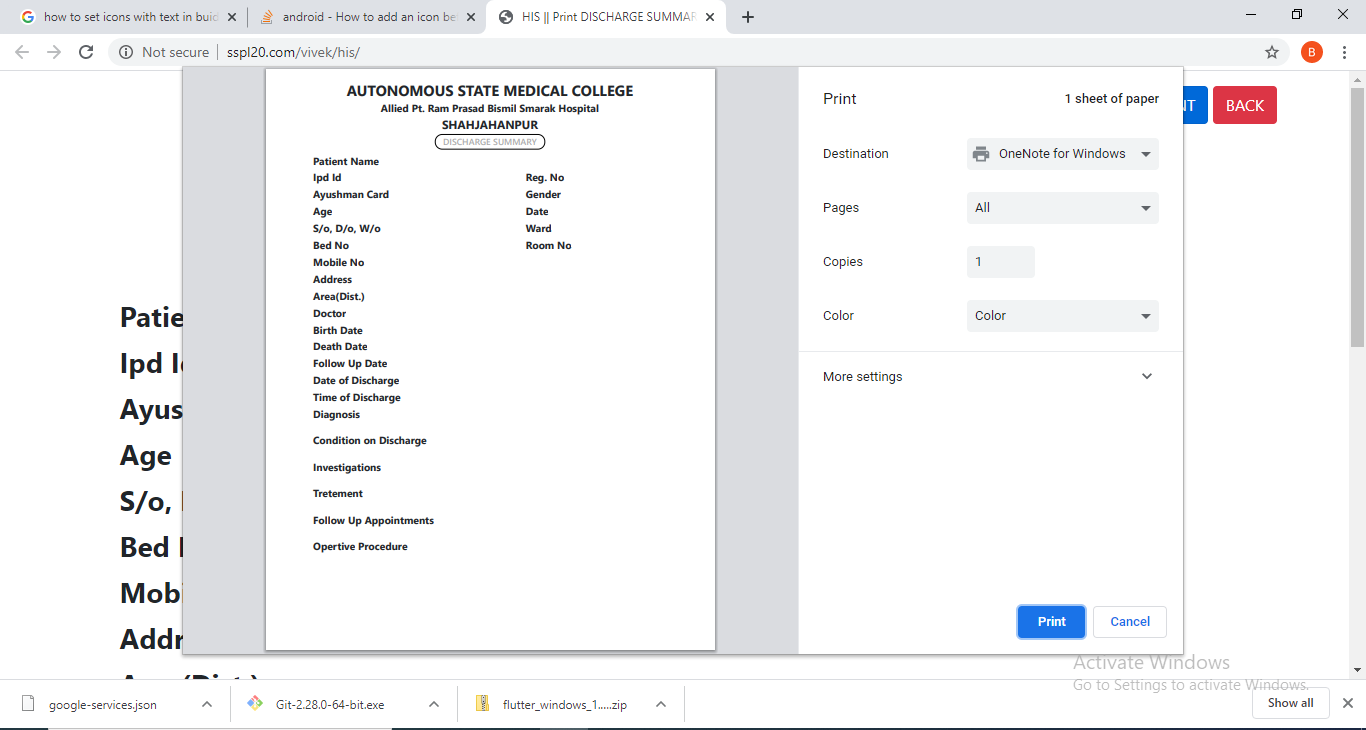 how to set icons with text in buid
android - How to add an icon be
HIS || Print DISCHARGE SUMMAR
Not secure
sspl20.com/vivek/his/
B
AUTONOMOUS STATE MEDICAL COLLEGE
Allied Pt. Ram Prasad Bismil Smarak Hospital
SHAHJAHANPUR
DISCHARGE SUMMARY
Patient Name
Ipd Id Reg. No
Ayushman Card Gender
Age Date
S/o, D/o, W/o Ward
Bed No Room No
Mobile No
Address
Area(Dist.)
Doctor
Birth Date
Death Date
Follow Up Date
Date of Discharge
Time of Discharge
Diagnosis
Condition on Discharge
Investigations
Tretement
Follow Up Appointments
Opertive Procedure
Print 1 sheet of paper
Destination OneNote for Windows
Pages All
Copies 1
Color Color
More settings
Print Cancel
NT BACK
Patie
Ipd I
Ayus
Age
S/o,
Bed
Mobi
Addr
Activate Windows
Go to Settings to activate Windows.
google-services.json
Git-2.28.0-64-bit.exe
flutter_windows_1.....zip
Show all